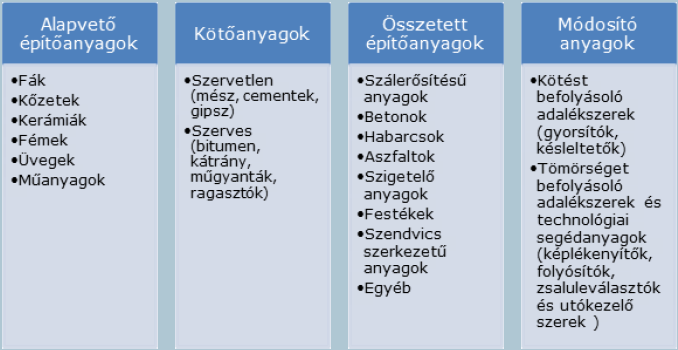 Alapvető
építőanyagok
•Fák
•Kőzetek
•Kerámiák
•Fémek
•Üvegek
•Műanyagok
Kötőanyagok
•Szervetlen
(mész, cementek,
gipsz)
•Szerves
(bitumen,
kátrány,
műgyanták,
ragasztók)
Összetett
építőanyagok
•Szálerősítésű
anyagok
•Betonok
•Habarcsok
•Aszfaltok
•Szigetelő
anyagok
•Festékek
•Szendvics
szerkezetű
anyagok
•Egyéb
Módosító
anyagok
•Kötést
befolyásoló
adalékszerek
(gyorsítók,
késleltetők)
•Tömörséget
befolyásoló
adalékszerek és
technológiai
segédanyagok
(képlékenyítők,
folyósítók,
zsaluleválasztók
és utókezelő
szerek )